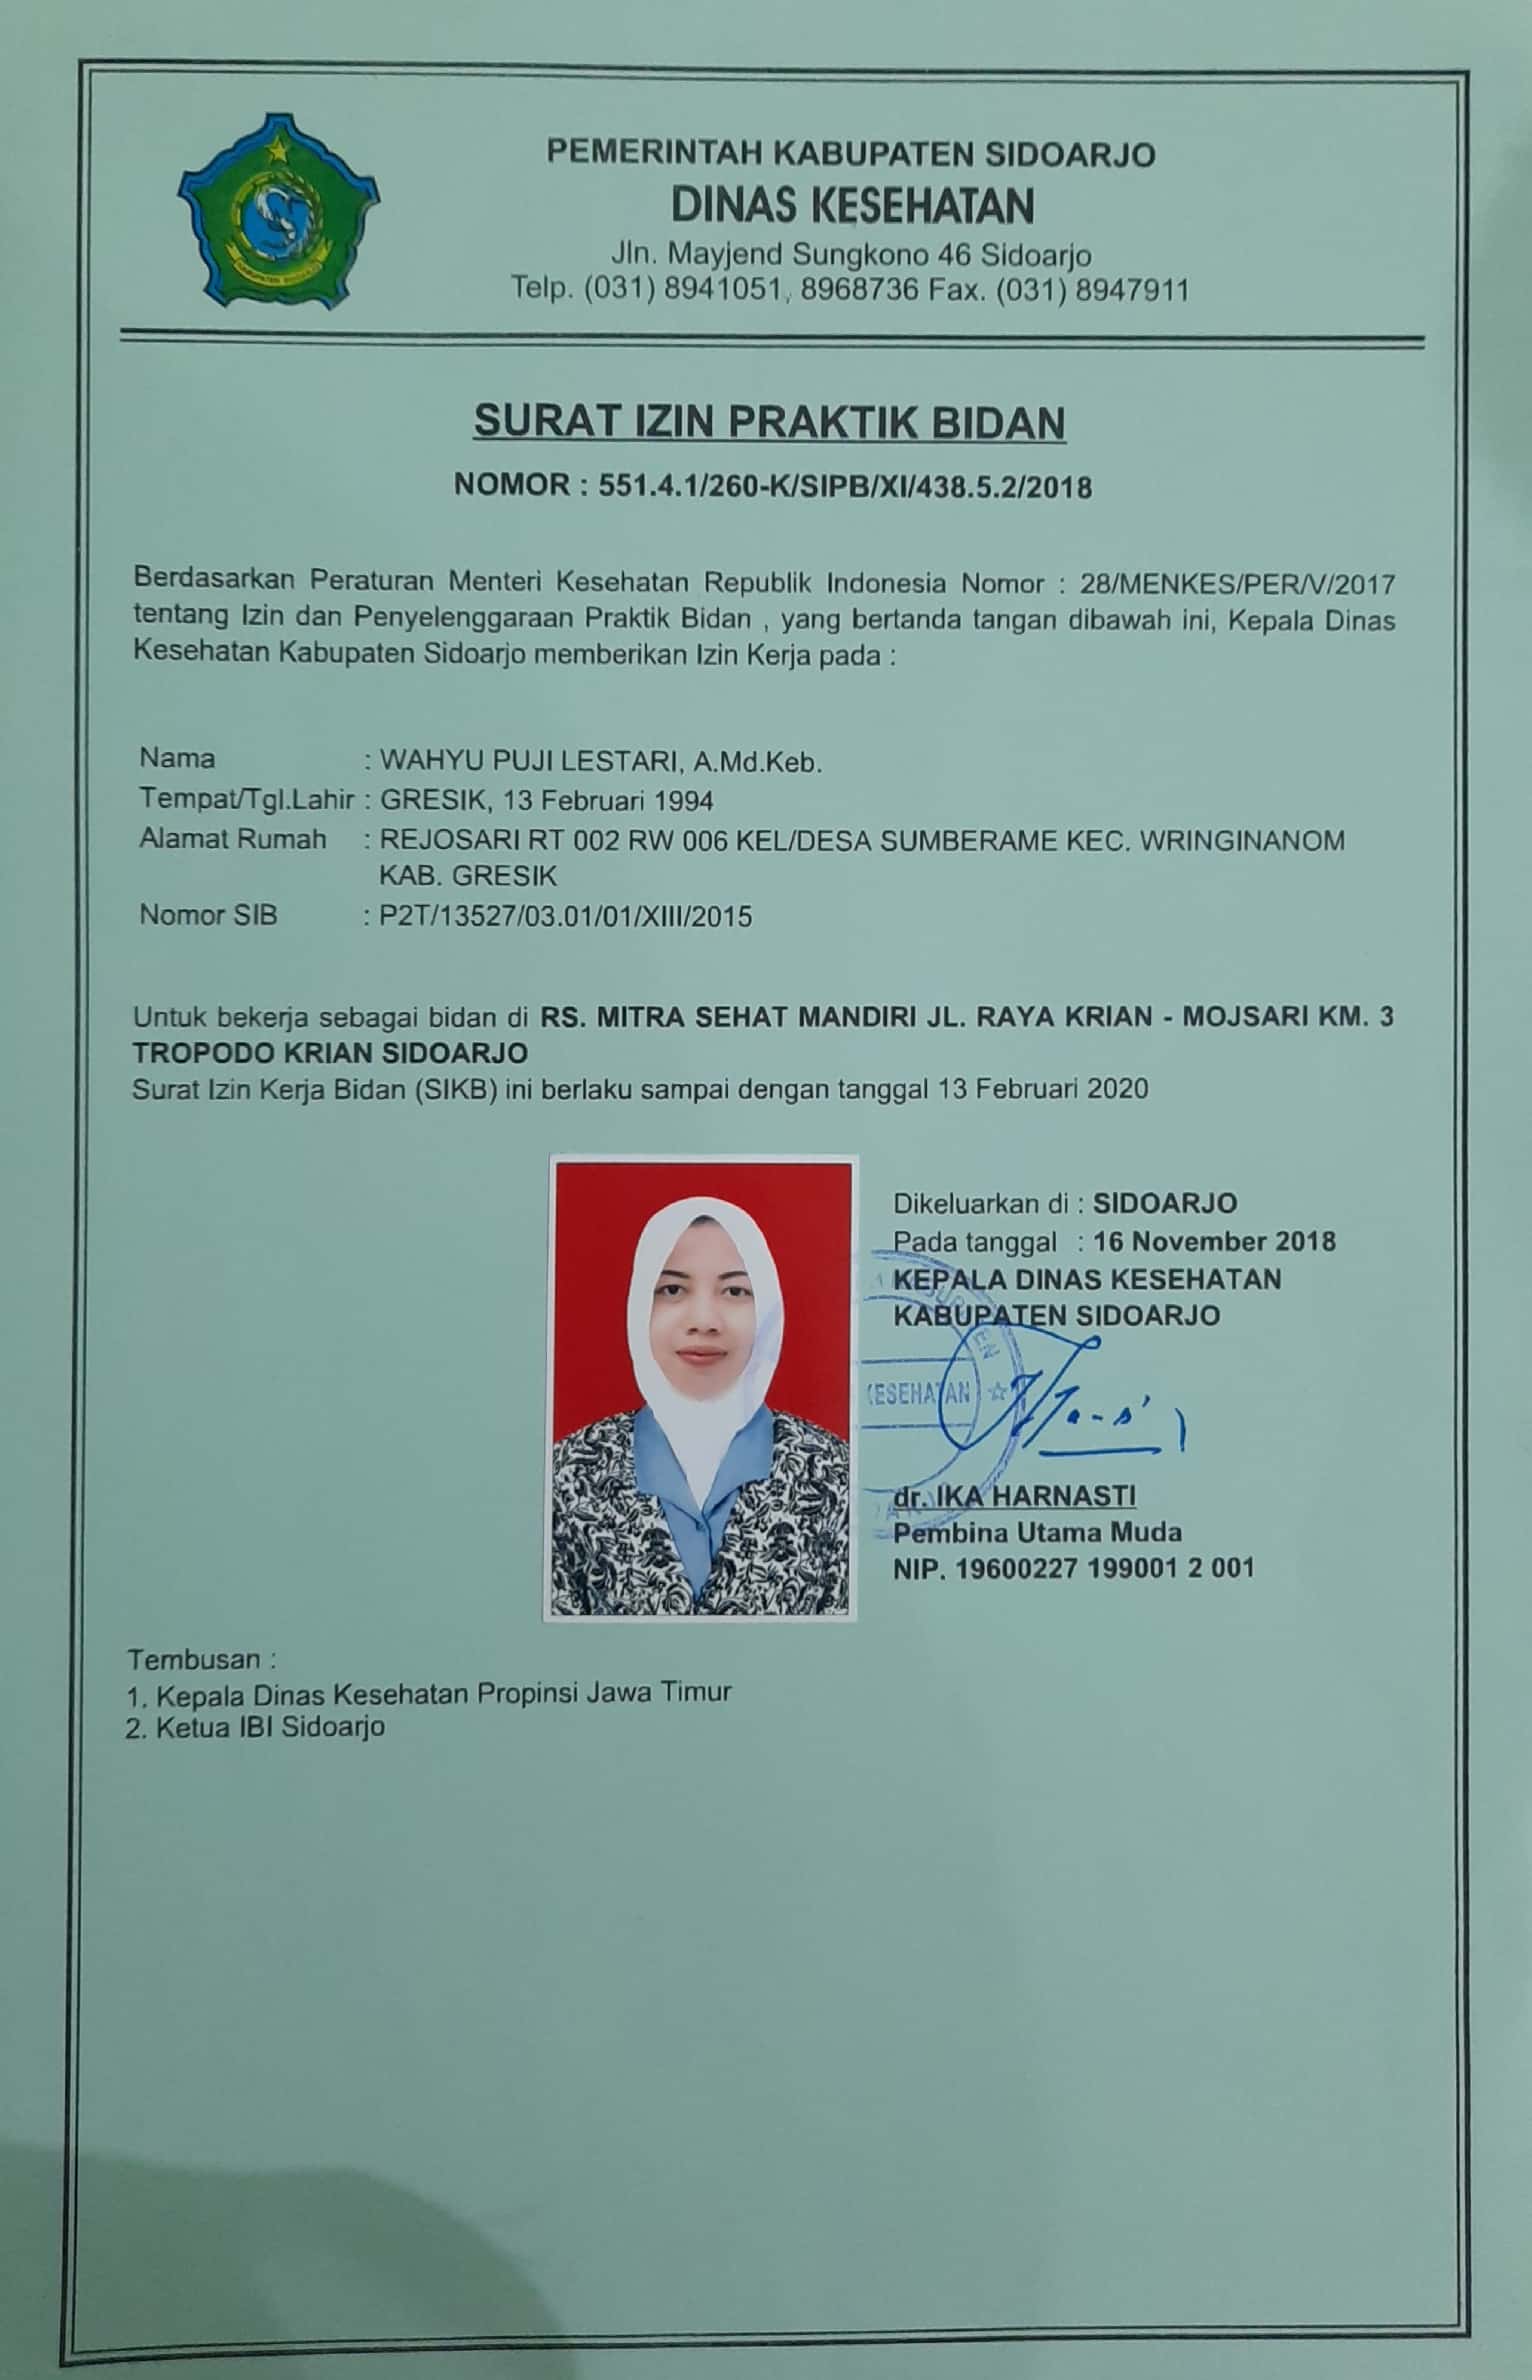 PEMERINTAH KABUPATEN SIDOARJO
DINAS KESEHATAN
Jln. Mayjend Sungkono 46 Sidoarjo
Telp. (031) 8941051, 8968736 Fax. (031) 8947911
SURAT IZIN PRAKTIK BIDAN
NOMOR : 551.4.1/260-K/SIPB/XI/438.5.2/2018
Berdasarkan Peraturan Menteri Kesehatan Republik Indonesia Nomor : 28/MENKES/PER/V/2017
tentang Izin dan Penyelenggaraan Praktik Bidan , yang bertanda tangan dibawah ini, Kepala Dinas
Kesehatan Kabupaten Sidoarjo memberikan Izin Kerja pada :
Nama : WAHYU PUJI LESTARI, A.Md.Keb.
Tempat/Tgl.Lahir : GRESIK, 13 Februari 1994
Alamat Rumah : REJOSARI RT 002 RW 006 KEL/DESA SUMBERAME KEC. WRINGINANOM
KAB. GRESIK
Nomor SIB : P2T/13527/03.01/01/XIII/2015
Untuk bekerja sebagai bidan di RS. MITRA SEHAT MANDIRI JL. RAYA KRIAN - MOJSARI KM. 3
TROPODO KRIAN SIDOARJO
Surat Izin Kerja Bidan (SIKB) ini berlaku sampai dengan tanggal 13 Februari 2020
Dikeluarkan di : SIDOARJO
Pada tanggal : 16 November 2018
KEPALA DINAS KESEHATAN
KABUPATEN SIDOARJO
KESEHATAN
dr. IKA HARNASTI
Pembina Utama Muda
NIP. 19600227 199001 2 001
Tembusan :
1. Kepala Dinas Kesehatan Propinsi Jawa Timur
2. Ketua IBI Sidoarjo